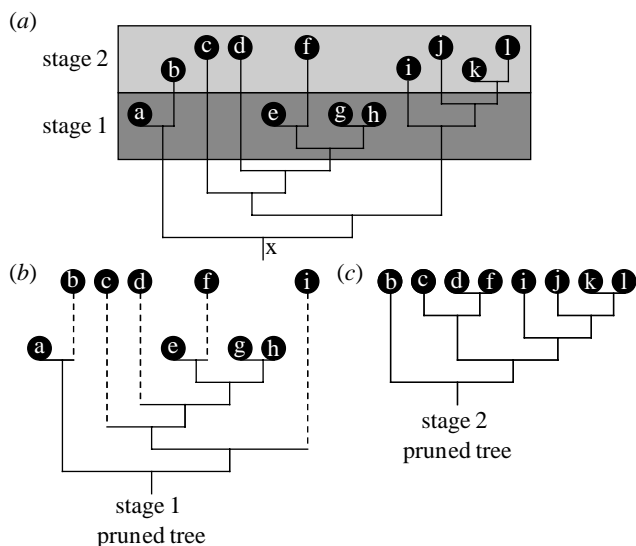 (a)
stage 2
stage 1
c d f j l
b i k
a e g h
x
(b)
b c d f i
a e g h
stage 1
pruned tree
(c)
b c d f i j k l
stage 2
pruned tree